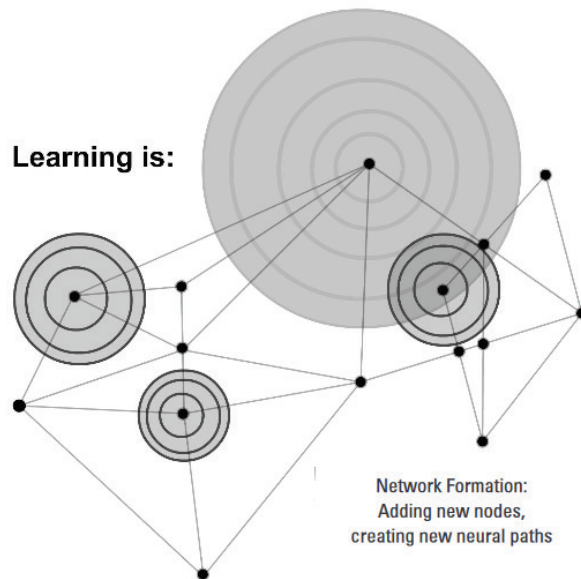 Learning is:
Network Formation:
Adding new nodes,
creating new neural paths